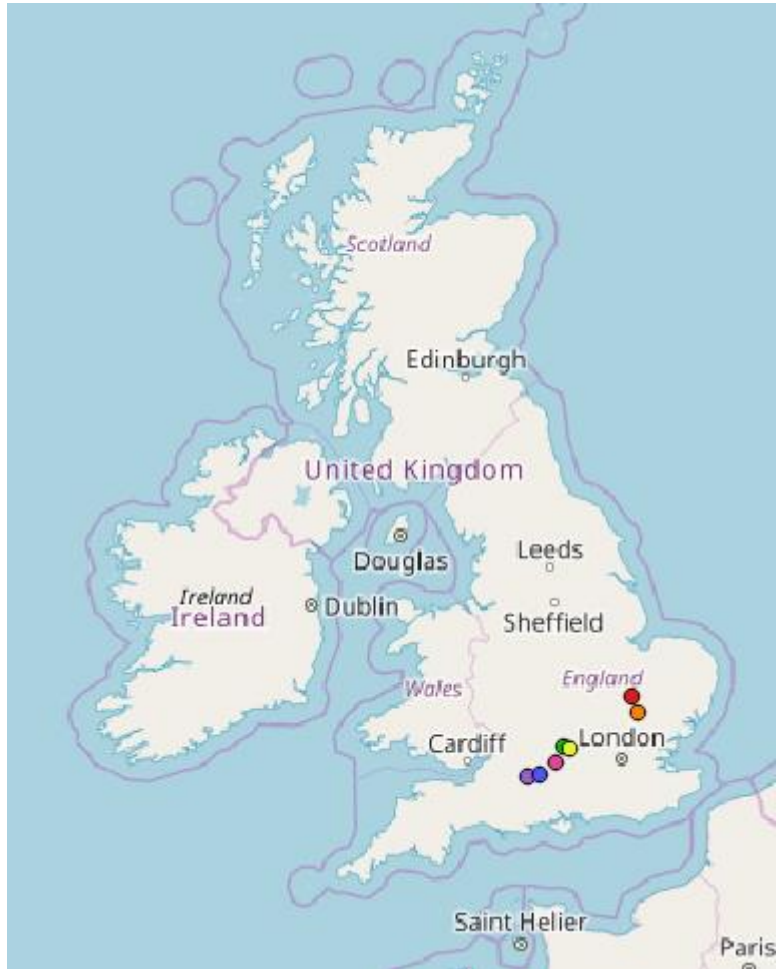 Scotland
Edinburgh
United Kingdom
Douglas
Leeds
Ireland
Ireland
Dublin
Sheffield
Wales
England
Cardiff
London
Saint Helier
Paris